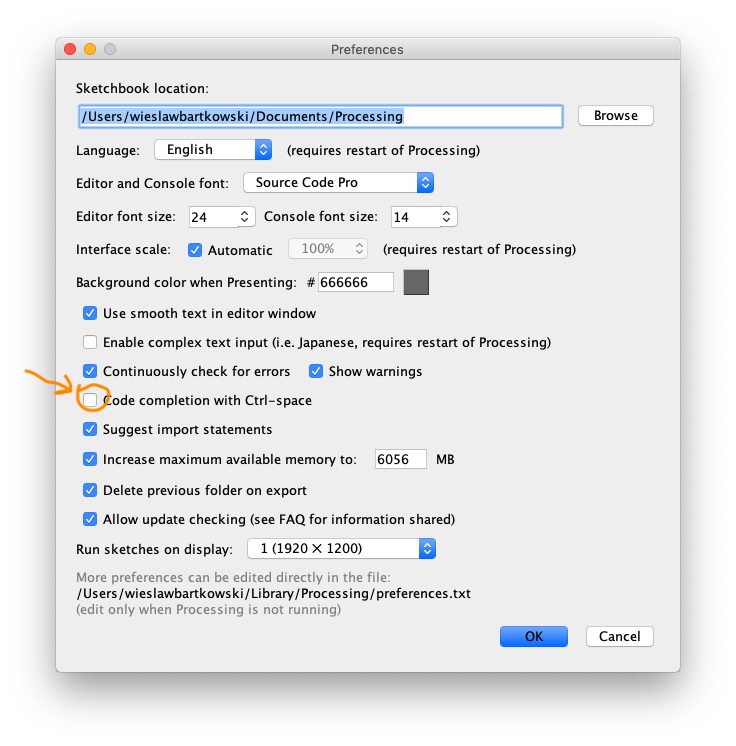 Preferences
Sketchbook location:
/Users/wieslawbartkowski/Documents/Processing Browse
Language: English (requires restart of Processing)
Editor and Console font: Source Code Pro
Editor font size: 24 Console font size: 14
Interface scale: Automatic 100% (requires restart of Processing)
Background color when Presenting: # 666666
Use smooth text in editor window
Enable complex text input (i.e. Japanese, requires restart of Processing)
Continuously check for errors Show warnings
Code completion with Ctrl-space
Suggest import statements
Increase maximum available memory to: 6056 MB
Delete previous folder on export
Allow update checking (see FAQ for information shared)
Run sketches on display: 1 (1920 × 1200)
More preferences can be edited directly in the file:
/Users/wieslawbartkowski/Library/Processing/preferences.txt
(edit only when Processing is not running)
OK Cancel